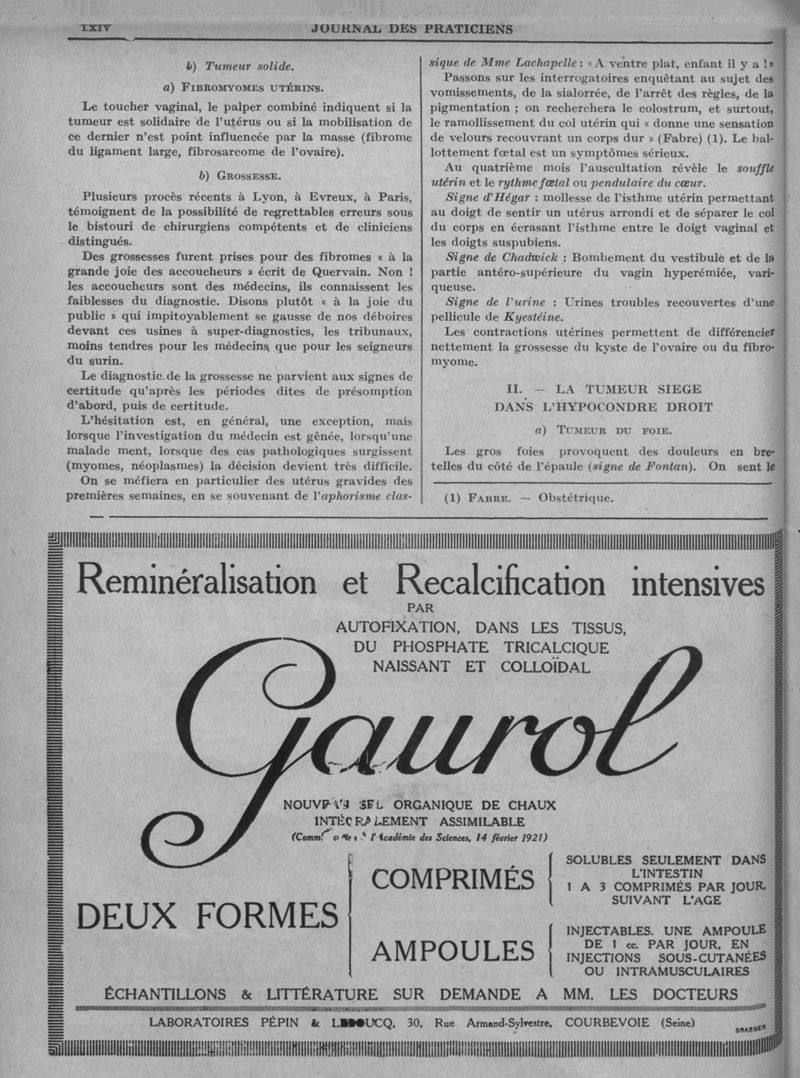 LXIV
JOURNAL DES PRATICIENS
b) Tumeur solide.
a) FIBROMYOMES UTÉRINS.
Le toucher vaginal, le palper combiné indiquent si la
tumeur est solidaire de l'utérus ou si la mobilisation de
ce dernier n'est point influencée par la masse (fibrome
du ligament large, fibrosarcome de l'ovaire).
b) GROSSESSE.
Plusieurs procès récents à Lyon, à Evreux, à Paris,
témoignent de la possibilité de regrettables erreurs sous
le bistouri de chirurgiens compétents et de cliniciens
distingués.
Des grossesses furent prises pour des fibromes « à la
grande joie des accoucheurs » écrit de Quervain. Non !
les accoucheurs sont des médecins, ils connaissent les
faiblesses du diagnostic. Disons plutôt « à la joie du
public » qui impitoyablement se gausse de nos déboires
devant ces usines à super-diagnostics, les tribunaux,
moins tendres pour les médecins que pour les seigneurs
du surin.
Le diagnostic de la grossesse ne parvient aux signes de
certitude qu'après les périodes dites de présomption
d'abord, puis de certitude.
L'hésitation est, en général, une exception, mais
lorsque l'investigation du médecin est gênée, lorsqu'une
malade ment, lorsque des cas pathologiques surgissent
(myomes, néoplasmes) la décision devient très difficile.
On se méfiera en particulier des utérus gravides des
premières semaines, en se souvenant de l'aphorisme clas-
sique de Mme Lachapelle : « A ventre plat, enfant il y a ! »
Passons sur les interrogatoires enquêtant au sujet des
vomissements, de la sialorrée, de l'arrêt des règles, de la
pigmentation ; on recherchera le colostrum, et surtout,
le ramollissement du col utérin qui « donne une sensation
de velours recouvrant un corps dur » (Fabre) (1). Le bal-
lottement fœtal est un symptômes sérieux.
Au quatrième mois l'auscultation révèle le souffle
utérin et le rythme fœtal ou pendulaire du cœur.
Signe d'Hégar : mollesse de l'isthme utérin permettant
au doigt de sentir un utérus arrondi et de séparer le col
du corps en écrasant l'isthme entre le doigt vaginal et
les doigts suspubiens.
Signe de Chadwick : Bombement du vestibule et de la
partie antéro-supérieure du vagin hyperémiée, vari-
queuse.
Signe de l'urine : Urines troubles recouvertes d'une
pellicule de Kyestéine.
Les contractions utérines permettent de différencier
nettement la grossesse du kyste de l'ovaire ou du fibro-
myome.
II. — LA TUMEUR SIEGE
DANS L'HYPOCONDRE DROIT
a) TUMEUR DU FOIE.
Les gros foies provoquent des douleurs en bre-
telles du côté de l'épaule (signe de Fontan). On sent le
(1) FABRE. — Obstétrique.
Reminéralisation et Recalcification intensives
PAR
AUTOFIXATION, DANS LES TISSUS,
DU PHOSPHATE TRICALCIQUE
NAISSANT ET COLLOÏDAL
Gaurol
SEL ORGANIQUE DE CHAUX
ASSIMILABLE
Académie des Sciences, 14 février 1921)
DEUX FORMES
COMPRIMÉS
SOLUBLES SEULEMENT DANS
L'INTESTIN
1 A 3 COMPRIMÉS PAR JOUR,
SUIVANT L'AGE
AMPOULES
INJECTABLES. UNE AMPOULE
DE 1 cc. PAR JOUR, EN
INJECTIONS SOUS-CUTANÉES
OU INTRAMUSCULAIRES
ÉCHANTILLONS & LITTÉRATURE SUR DEMANDE A MM. LES DOCTEURS
LABORATOIRES PÉPIN & 30, Rue Armand-Sylvestre, COURBEVOIE (Seine)
DRAEGER